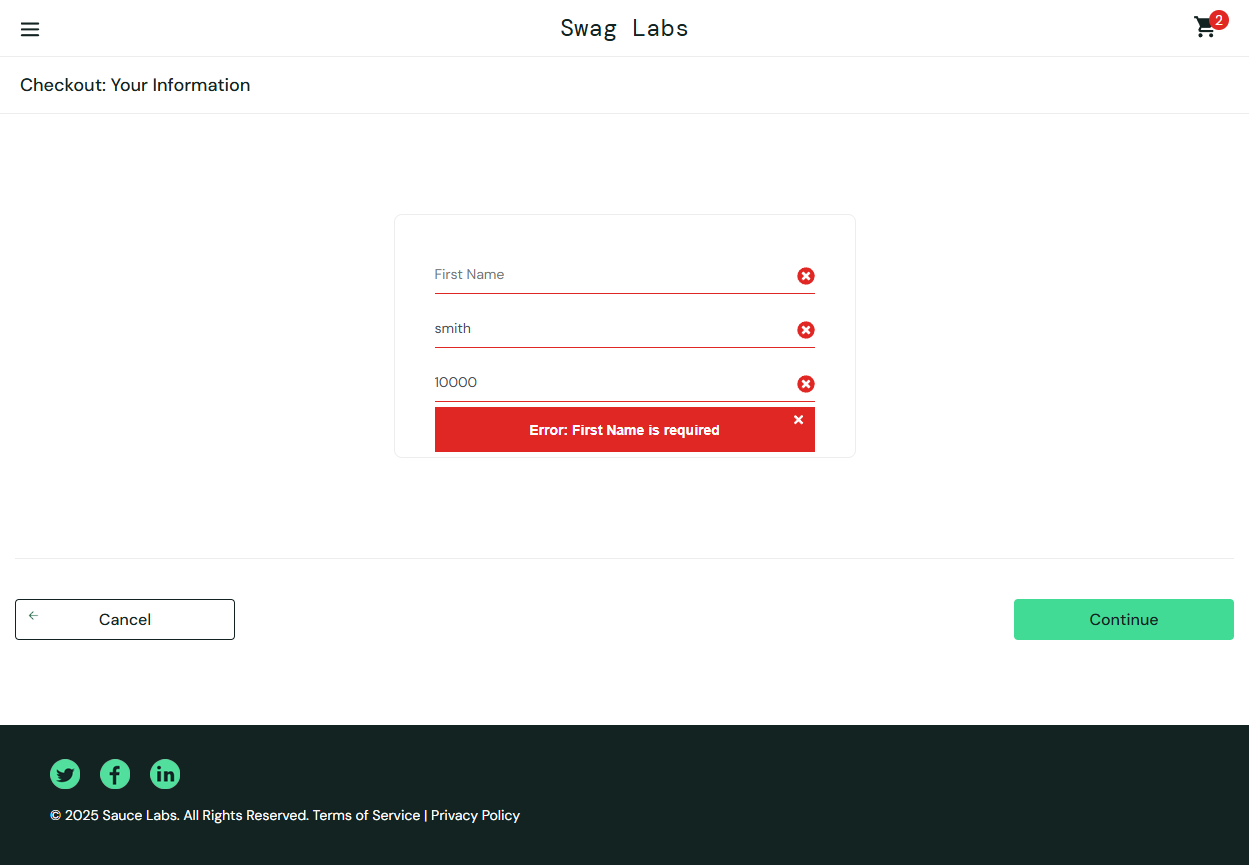 Swag Labs
2
Checkout: Your Information
First Name
smith
10000
Error: First Name is required
Cancel
Continue
© 2025 Sauce Labs. All Rights Reserved. Terms of Service | Privacy Policy